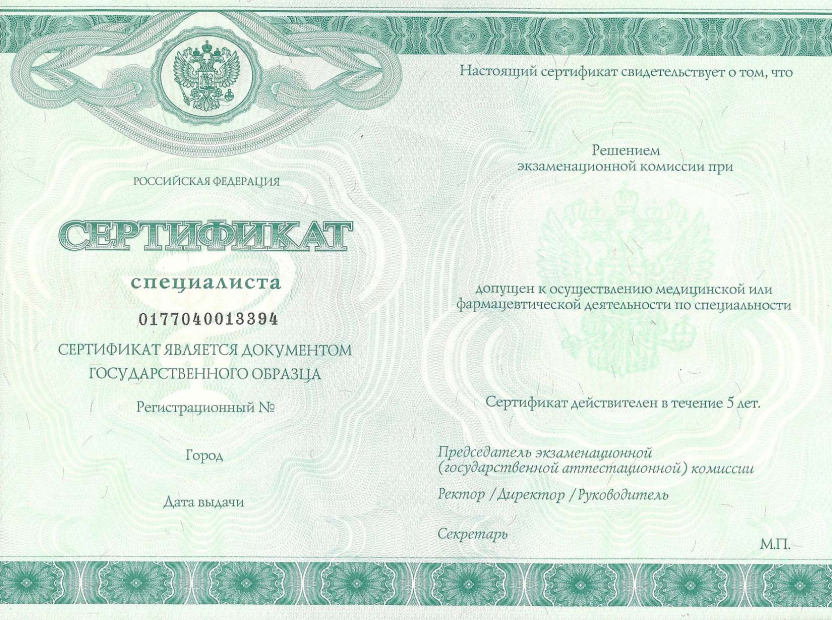 РОССИЙСКАЯ ФЕДЕРАЦИЯ
СЕРТИФИКАТ
специалиста
0177040013394
СЕРТИФИКАТ ЯВЛЯЕТСЯ ДОКУМЕНТОМ
ГОСУДАРСТВЕННОГО ОБРАЗЦА
Регистрационный №
Город
Дата выдачи
Настоящий сертификат свидетельствует о том, что
Решением
экзаменационной комиссии при
допущен к осуществлению медицинской или
фармацевтической деятельности по специальности
Сертификат действителен в течение 5 лет.
Председатель экзаменационной
(государственной аттестационной) комиссии
Ректор /Директор /Руководитель
Секретарь
М.П.